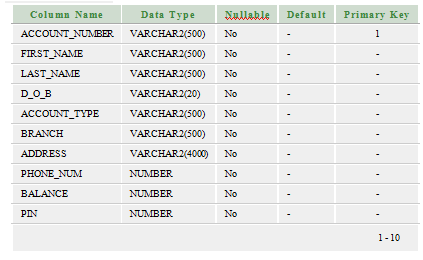 Column Name Data Type Nullable Default Primary Key
ACCOUNT_NUMBER VARCHAR2(500) No - 1
FIRST_NAME VARCHAR2(500) No - -
LAST_NAME VARCHAR2(500) No - -
D_O_B VARCHAR2(20) No - -
ACCOUNT_TYPE VARCHAR2(500) No - -
BRANCH VARCHAR2(500) No - -
ADDRESS VARCHAR2(4000) No - -
PHONE_NUM NUMBER No - -
BALANCE NUMBER No - -
PIN NUMBER No - -
1 - 10